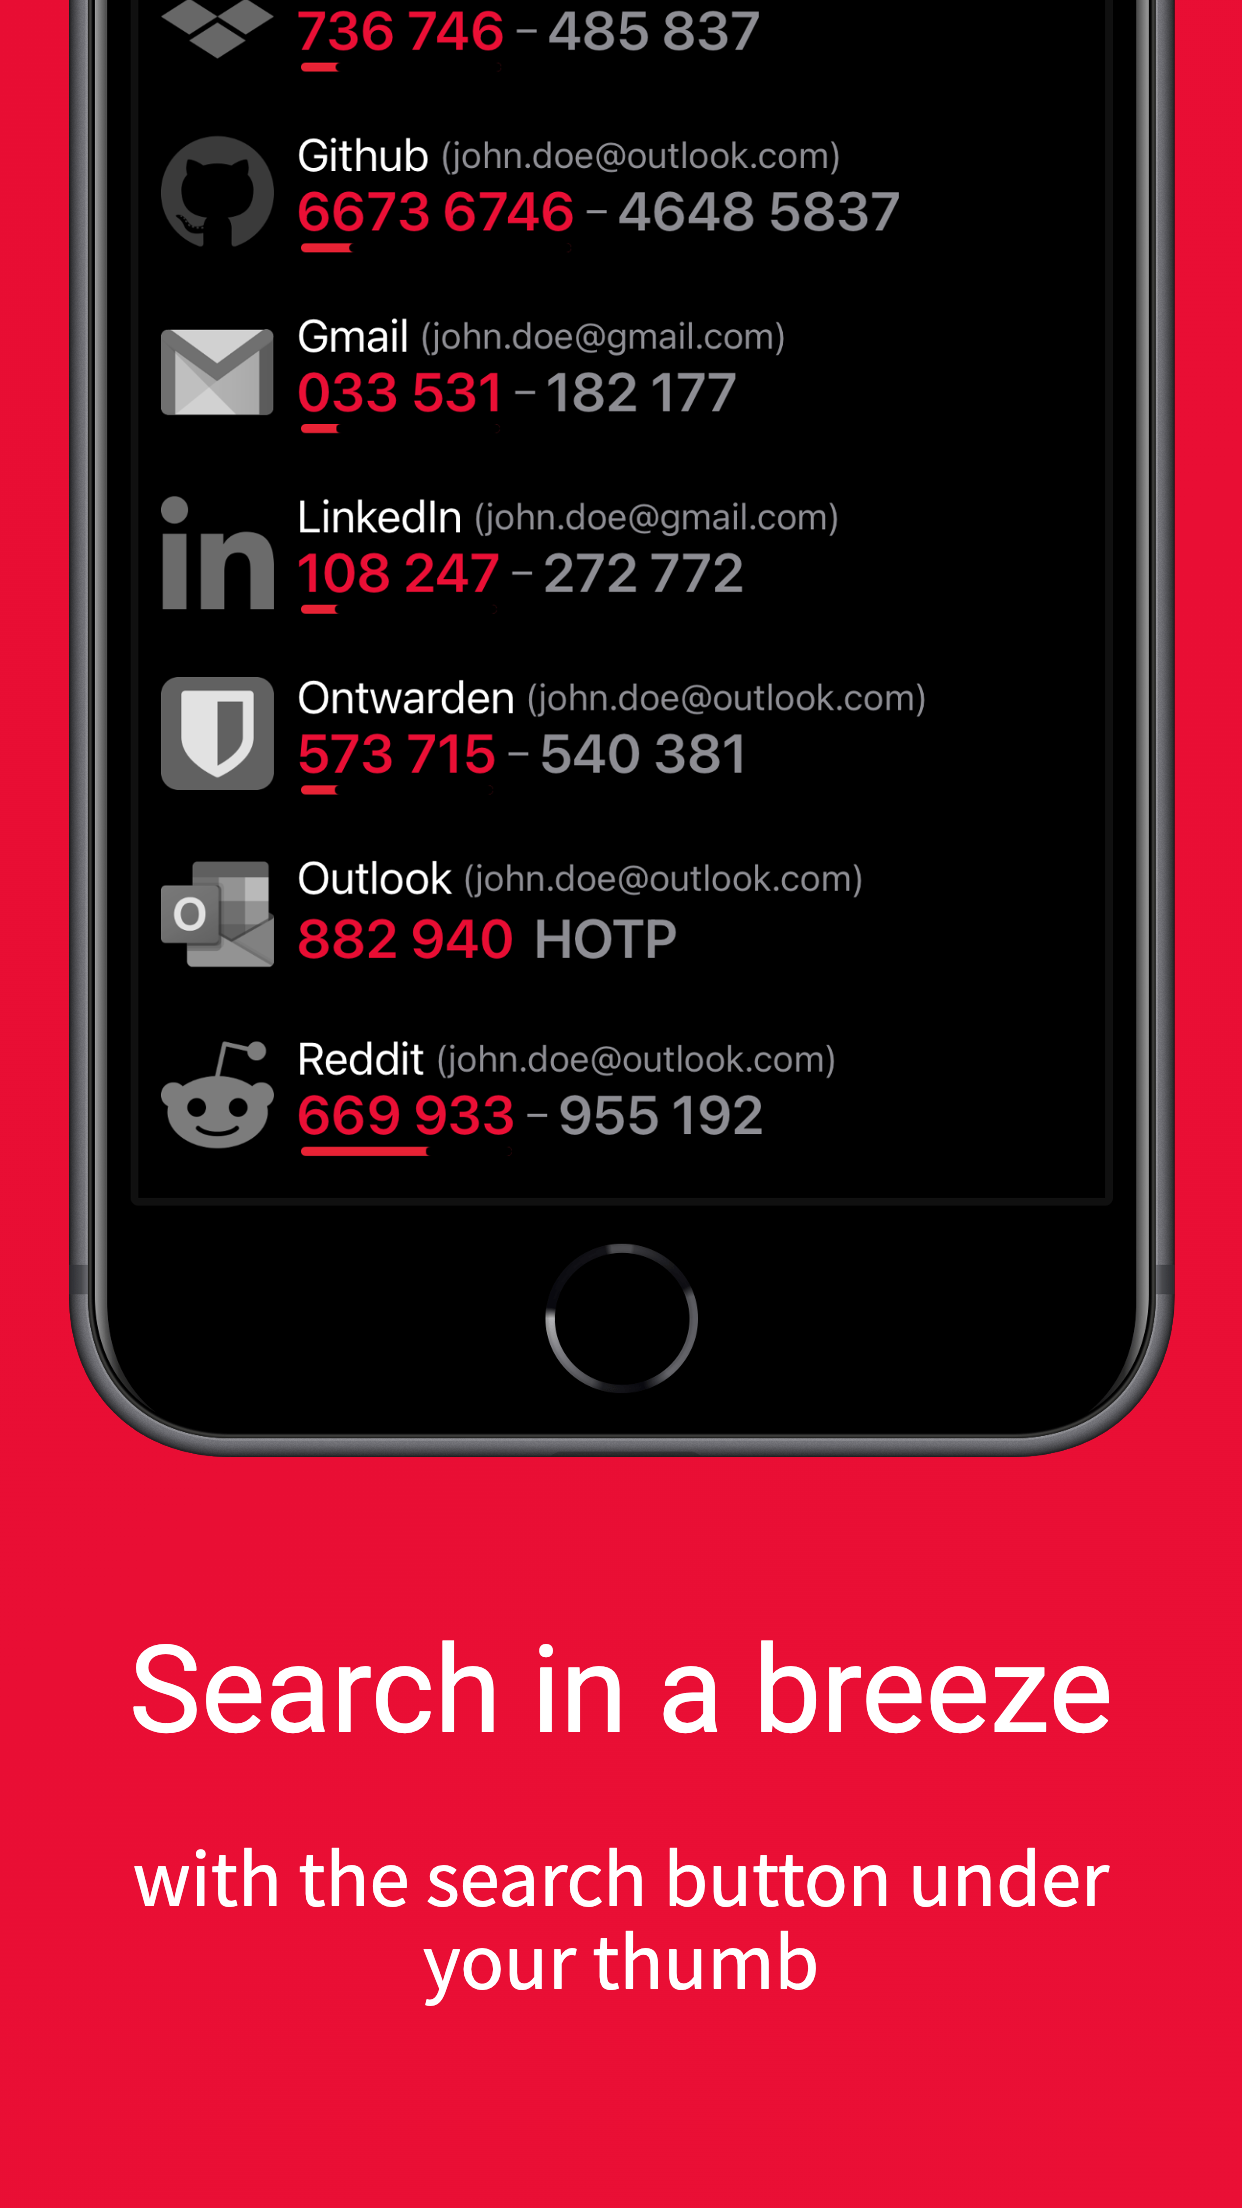 736 746 – 485 837
Github (john.doe@outlook.com)
6673 6746 – 4648 5837
Gmail (john.doe@gmail.com)
033 531 – 182 177
LinkedIn (john.doe@gmail.com)
108 247 – 272 772
Ontwarden (john.doe@outlook.com)
573 715 – 540 381
Outlook (john.doe@outlook.com)
882 940 HOTP
Reddit (john.doe@outlook.com)
669 933 – 955 192
Search in a breeze
with the search button under
your thumb